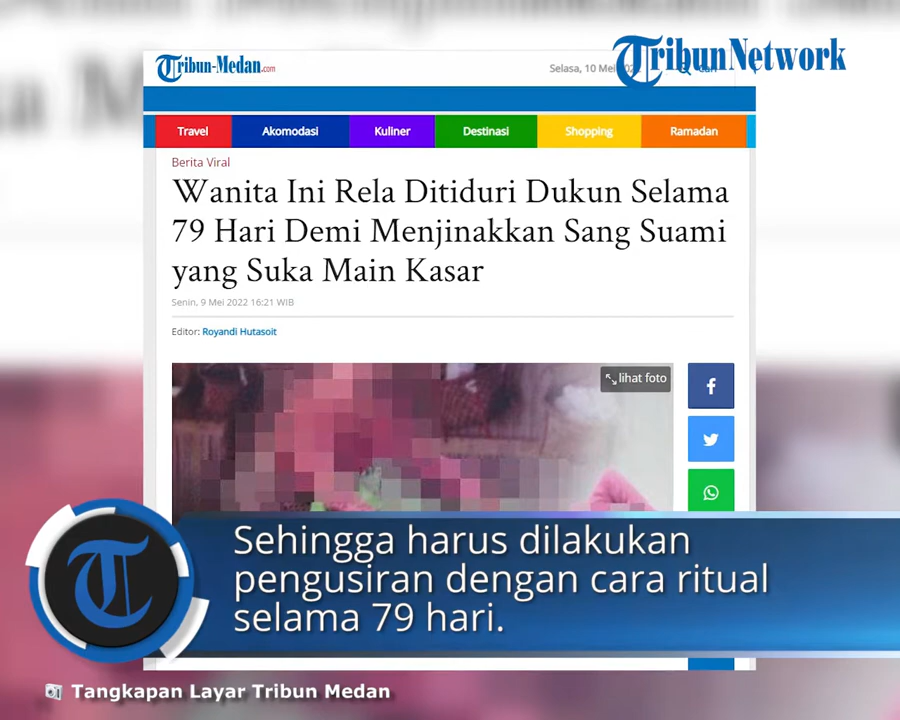 Tribun-Medan.com
Selasa, 10 Mei
TribunNetwork
Travel
Akomodasi
Kuliner
Destinasi
Shopping
Ramadan
Berita Viral
Wanita Ini Rela Ditiduri Dukun Selama
79 Hari Demi Menjinakkan Sang Suami
yang Suka Main Kasar
Senin, 9 Mei 2022 16:21 WIB
Editor: Royandi Hutasoit
lihat foto
Sehingga harus dilakukan
pengusiran dengan cara ritual
selama 79 hari.
Tangkapan Layar Tribun Medan